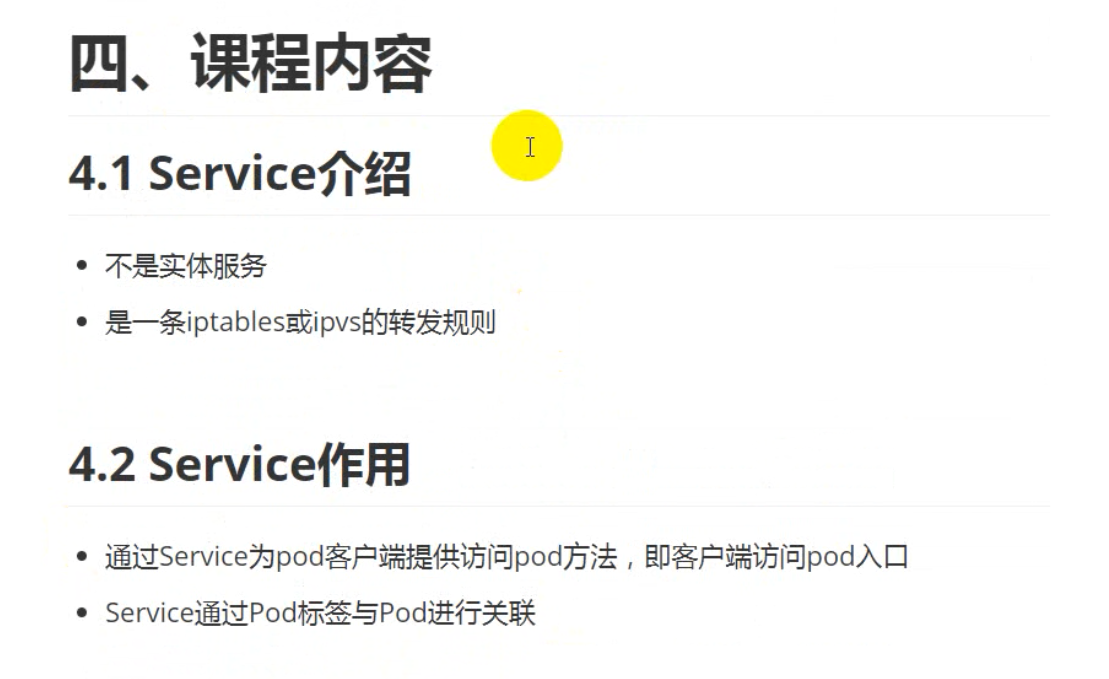 四、课程内容
4.1 Service介绍
不是实体服务
是一条iptables或ipvs的转发规则
4.2 Service作用
通过Service为pod客户端提供访问pod方法，即客户端访问pod入口
Service通过Pod标签与Pod进行关联